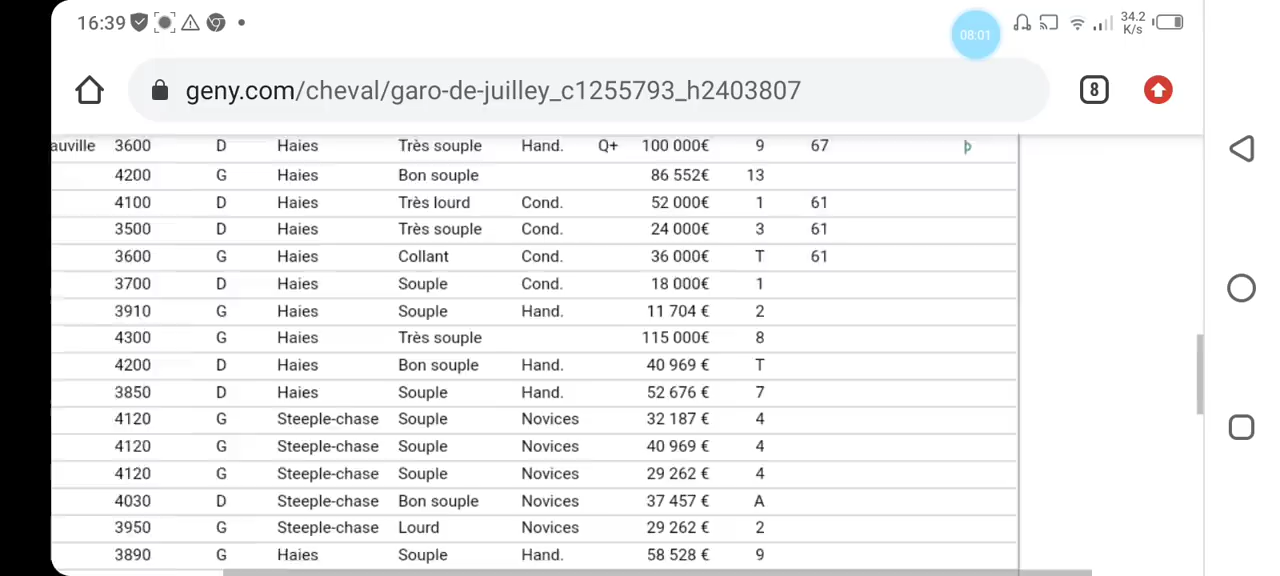 16:39 08:01 34.2 K/s
geny.com/cheval/garo-de-juilley_c1255793_h2403807 8
auville 3600 D Haies Très souple Hand. Q+ 100 000€ 9 67 þ
4200 G Haies Bon souple 86 552€ 13
4100 D Haies Très lourd Cond. 52 000€ 1 61
3500 D Haies Très souple Cond. 24 000€ 3 61
3600 G Haies Collant Cond. 36 000€ T 61
3700 D Haies Souple Cond. 18 000€ 1
3910 G Haies Souple Hand. 11 704 € 2
4300 G Haies Très souple 115 000€ 8
4200 D Haies Bon souple Hand. 40 969 € T
3850 D Haies Souple Hand. 52 676 € 7
4120 G Steeple-chase Souple Novices 32 187 € 4
4120 G Steeple-chase Souple Novices 40 969 € 4
4120 G Steeple-chase Souple Novices 29 262 € 4
4030 D Steeple-chase Bon souple Novices 37 457 € A
3950 G Steeple-chase Lourd Novices 29 262 € 2
3890 G Haies Souple Hand. 58 528 € 9